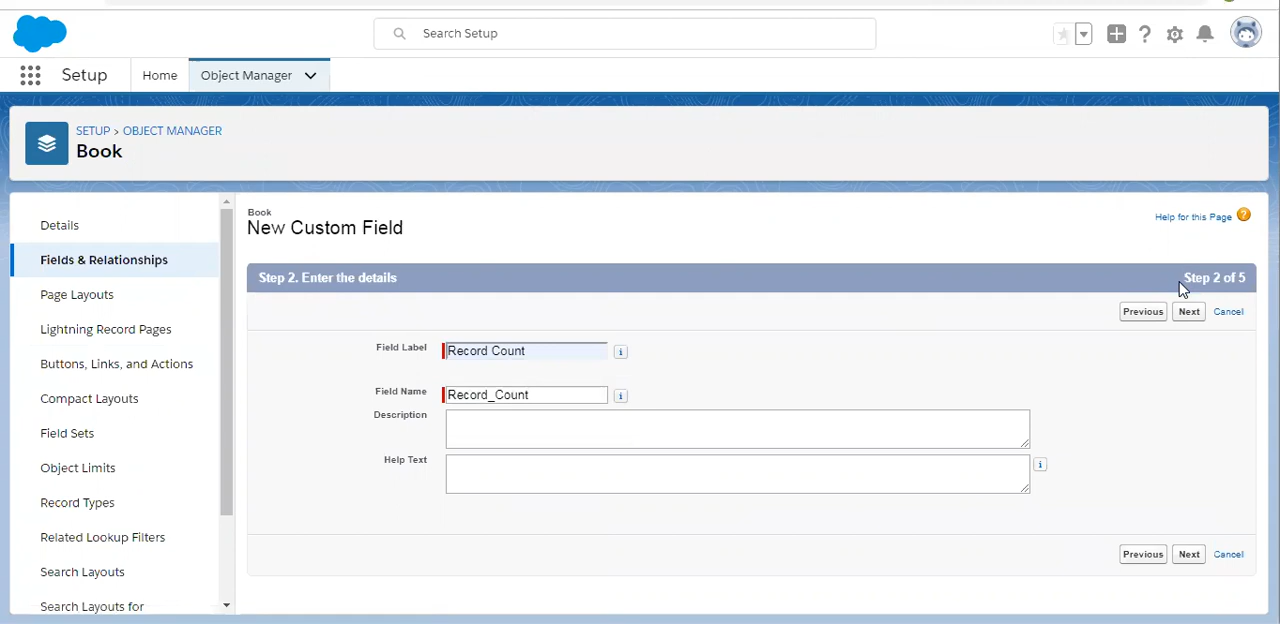 Search Setup
Setup
Home
Object Manager
SETUP > OBJECT MANAGER
Book
Details
Fields & Relationships
Page Layouts
Lightning Record Pages
Buttons, Links, and Actions
Compact Layouts
Field Sets
Object Limits
Record Types
Related Lookup Filters
Search Layouts
Search Layouts for
Book
New Custom Field
Help for this Page ?
Step 2. Enter the details
Step 2 of 5
Previous Next Cancel
Field Label Record Count i
Field Name Record_Count i
Description
Help Text i
Previous Next Cancel